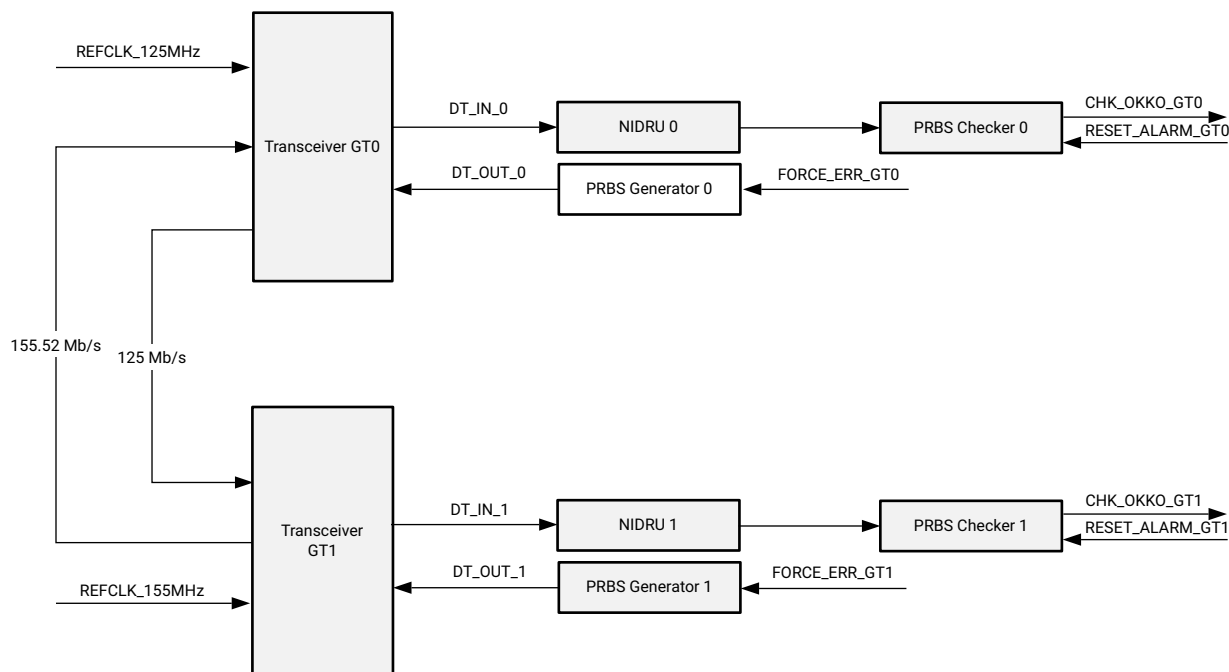 REFCLK_125MHz
Transceiver GT0
DT_IN_0
NIDRU 0
PRBS Checker 0
CHK_OKKO_GT0
RESET_ALARM_GT0
DT_OUT_0
PRBS Generator 0
FORCE_ERR_GT0
155.52 Mb/s
125 Mb/s
Transceiver
GT1
DT_IN_1
NIDRU 1
PRBS Checker 1
CHK_OKKO_GT1
RESET_ALARM_GT1
DT_OUT_1
PRBS Generator 1
FORCE_ERR_GT1
REFCLK_155MHz